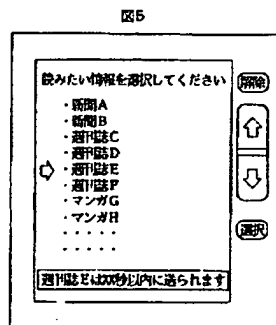 図5
読みたい情報を選択してください
・新聞A
・新聞B
・週刊誌C
・週刊誌D
・週刊誌E
・週刊誌F
・マンガG
・マンガH
・・・・・
・・・・・
解除
選択
週刊誌Eは 秒以内に送られます